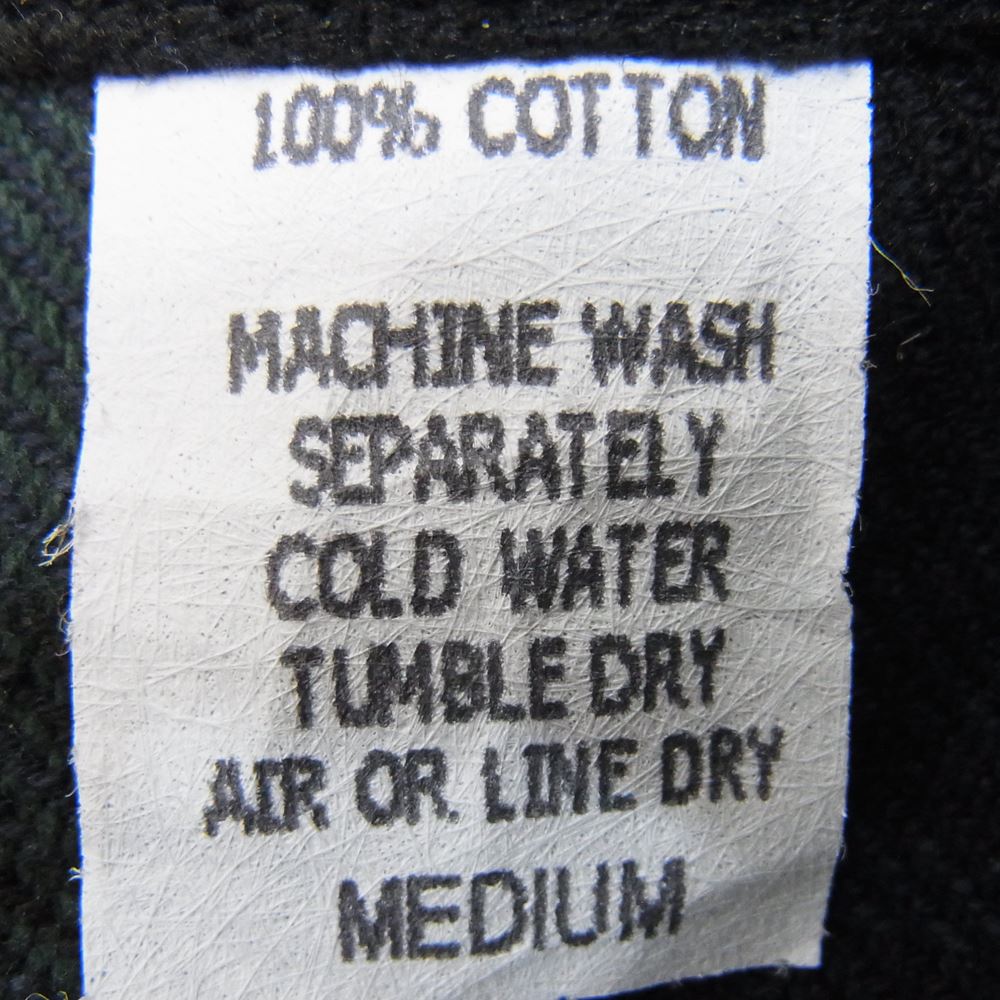 100% COTTON
MACHINE WASH
SEPARATELY
COLD WATER
TUMBLE DRY
AIR OR LINE DRY
MEDIUM